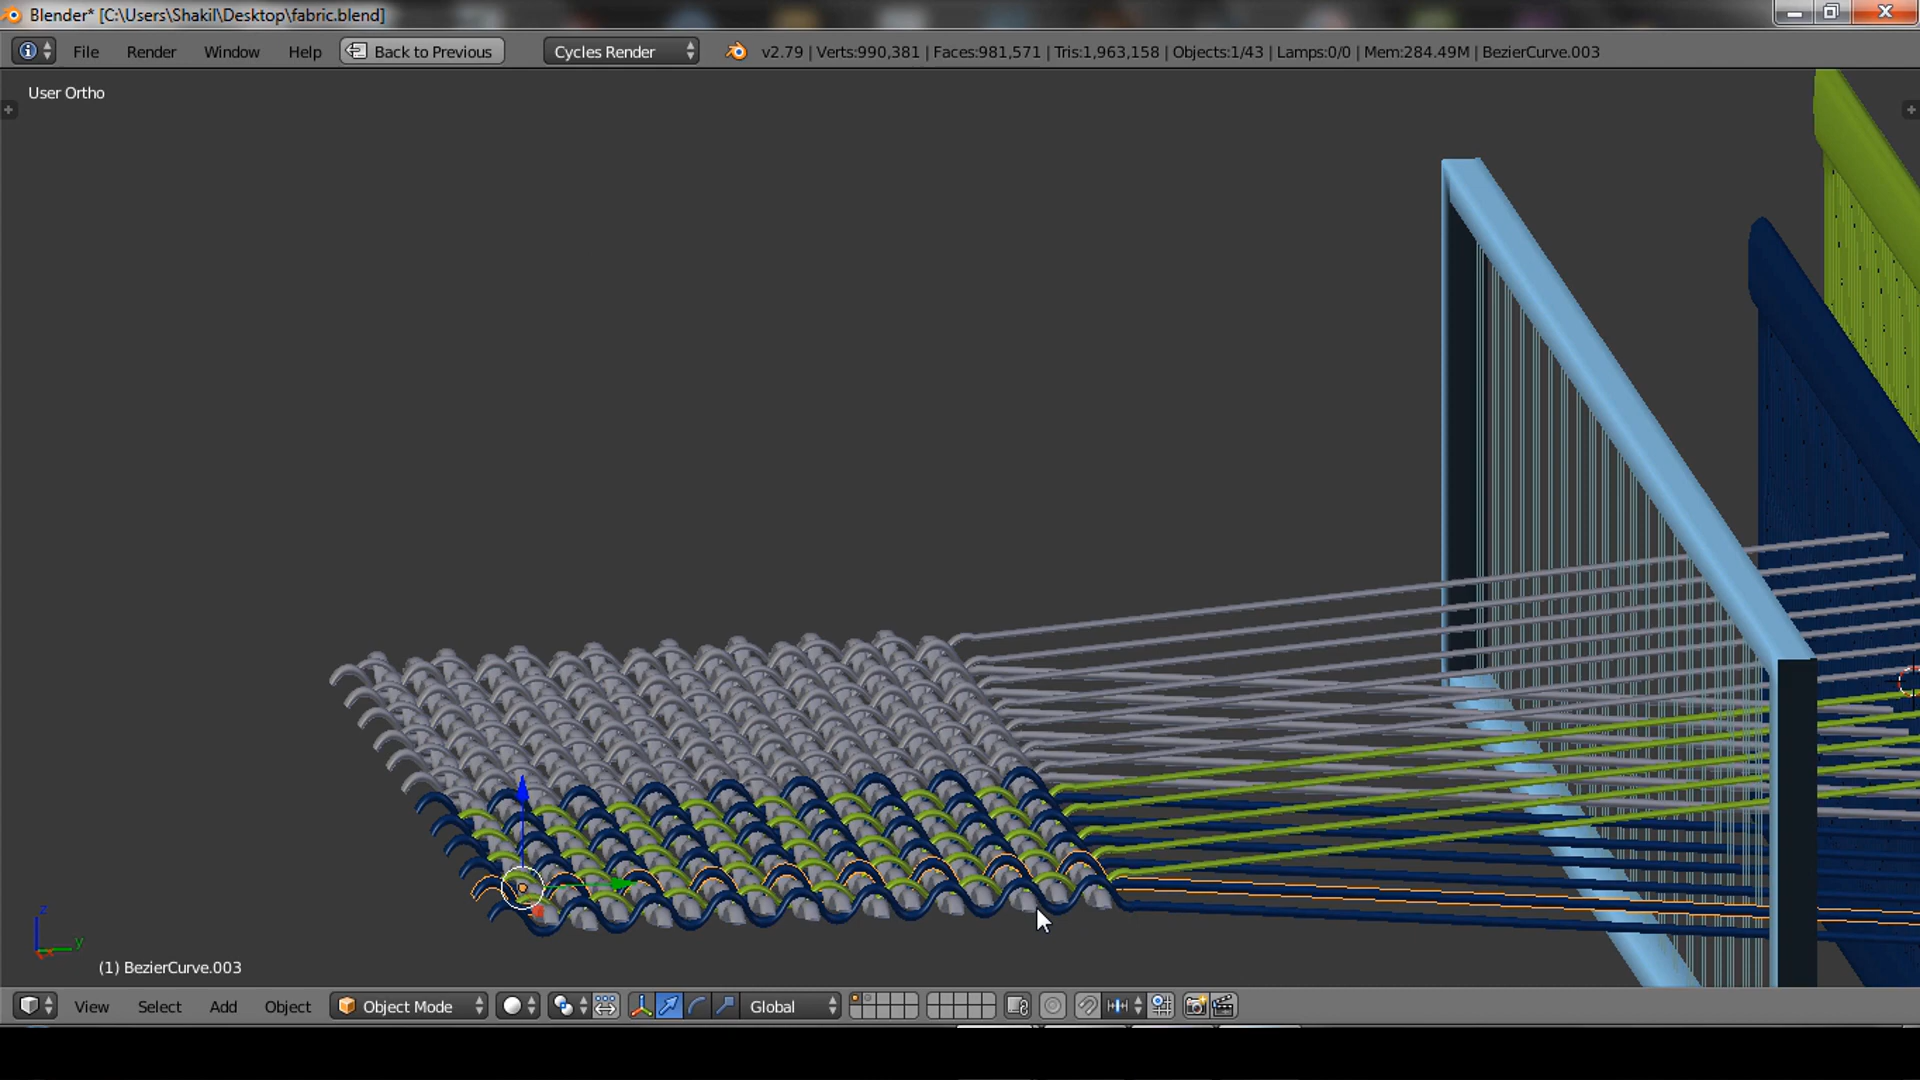 Blender* [C:\Users\Shakil\Desktop\fabric.blend]
File Render Window Help Back to Previous Cycles Render v2.79 | Verts:990,381 | Faces:981,571 | Tris:1,963,158 | Objects:1/43 | Lamps:0/0 | Mem:284.49M | BezierCurve.003
User Ortho
z
y
(1) BezierCurve.003
View Select Add Object Object Mode Global